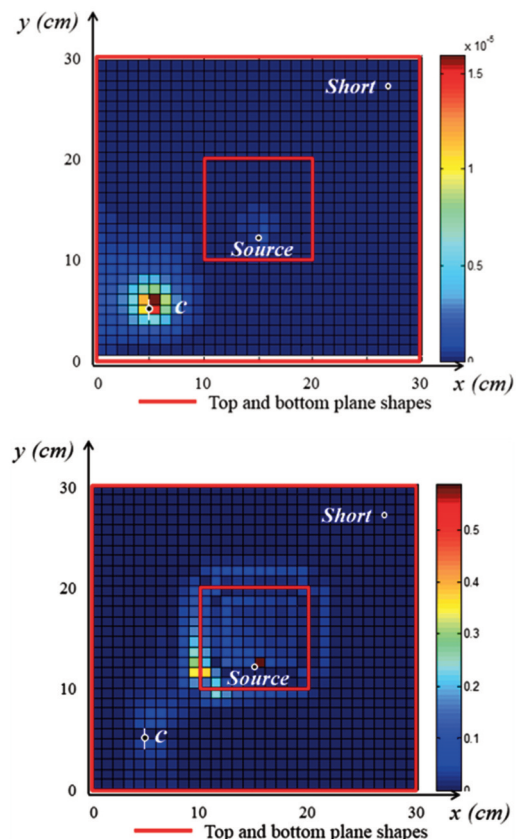 y (cm)
30
20
10
0
Short
Source
c
0 10 20 30
x (cm)
x 10⁻⁵
1.5
1
0.5
0
Top and bottom plane shapes
y (cm)
30
20
10
0
Short
Source
c
0 10 20 30
x (cm)
0.5
0.4
0.3
0.2
0.1
0
Top and bottom plane shapes